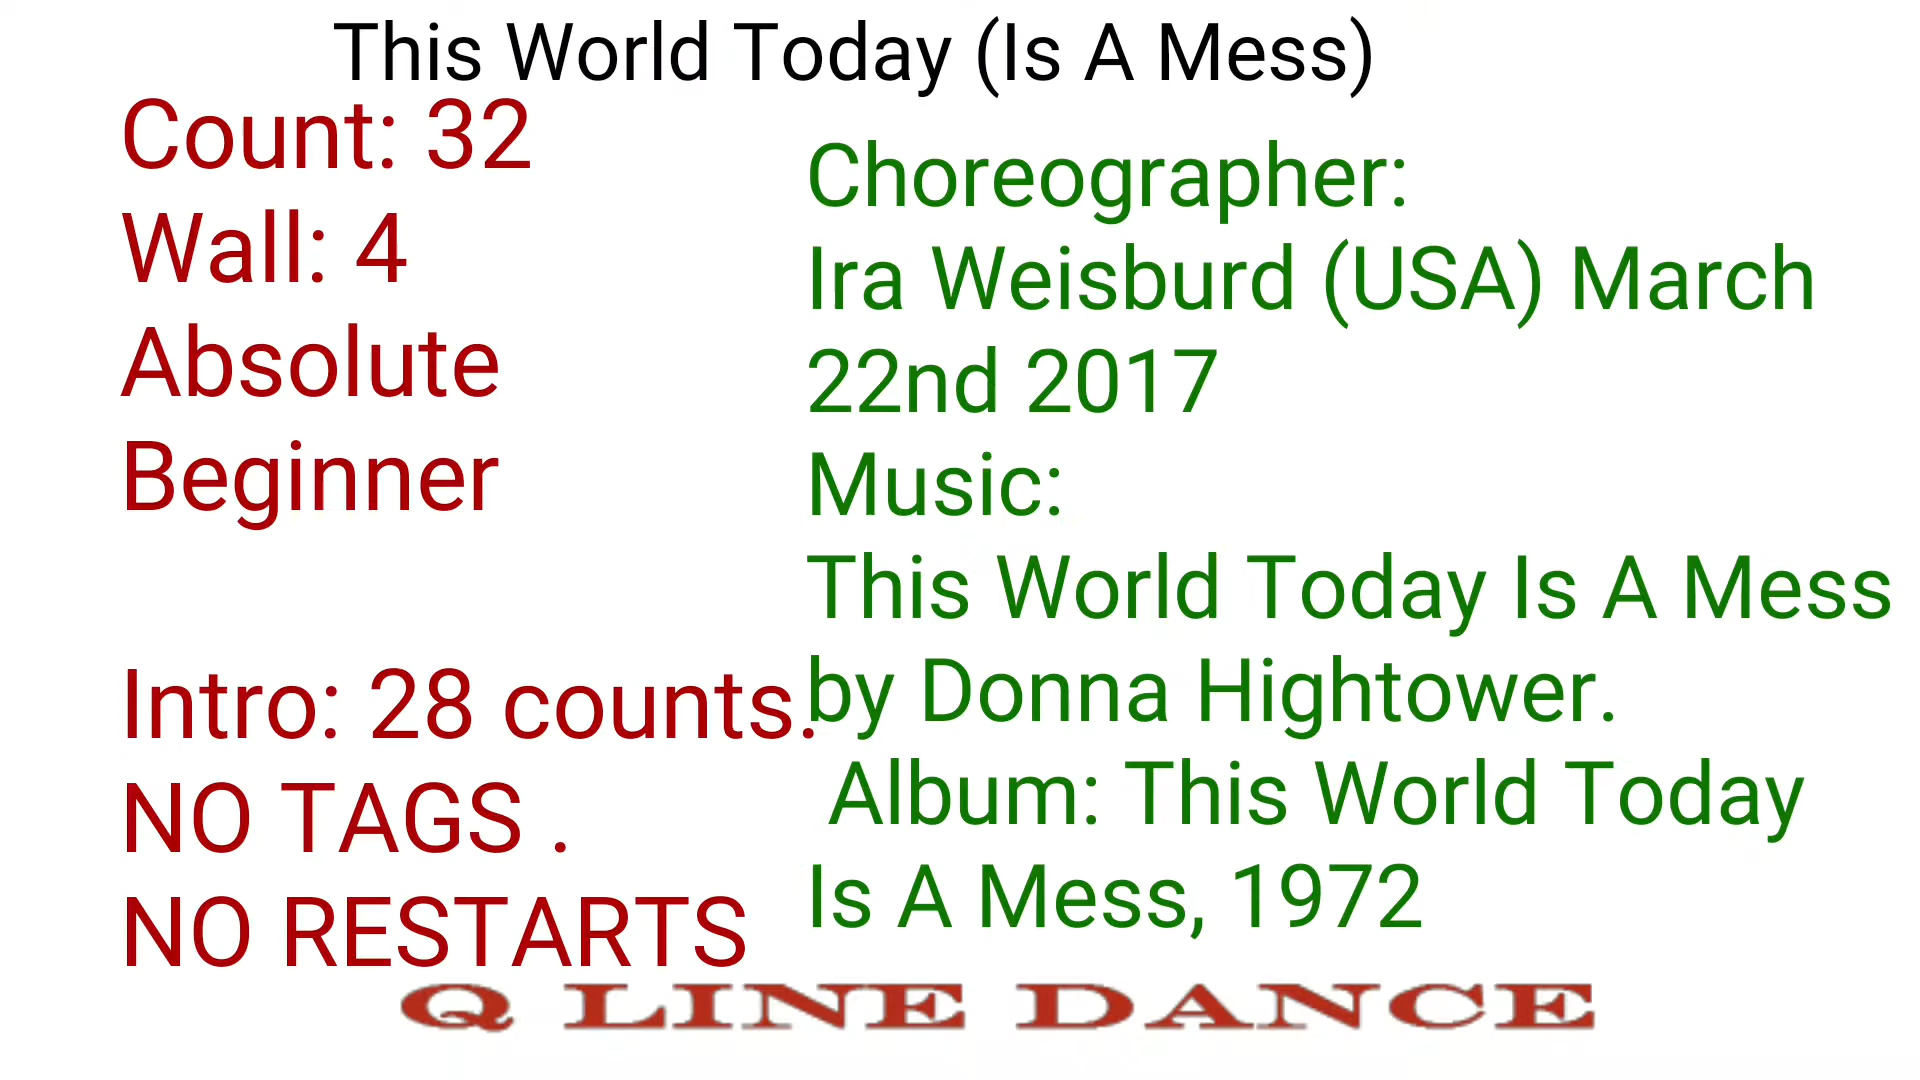 This World Today (Is A Mess)
Count: 32
Wall: 4
Absolute
Beginner
Intro: 28 counts.
NO TAGS .
NO RESTARTS
Choreographer:
Ira Weisburd (USA) March
22nd 2017
Music:
This World Today Is A Mess
by Donna Hightower.
Album: This World Today
Is A Mess, 1972
Q LINE DANCE